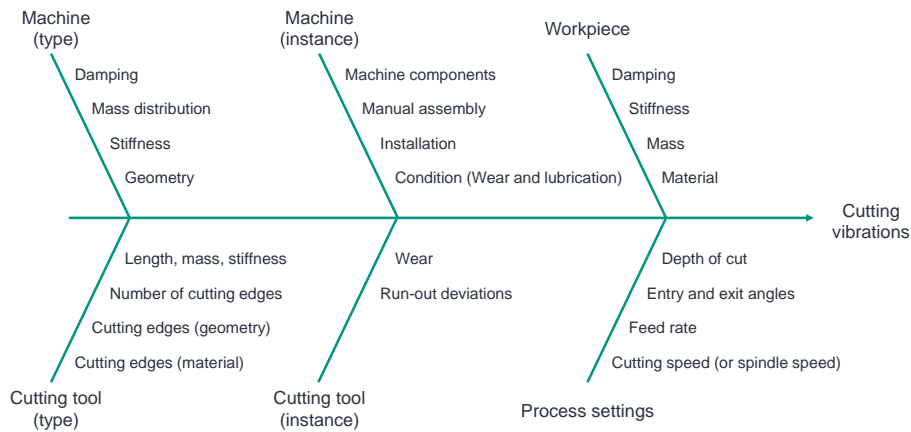 Machine
(type)
Damping
Mass distribution
Stiffness
Geometry
Machine
(instance)
Machine components
Manual assembly
Installation
Condition (Wear and lubrication)
Workpiece
Damping
Stiffness
Mass
Material
Cutting
vibrations
Length, mass, stiffness
Number of cutting edges
Cutting edges (geometry)
Cutting edges (material)
Cutting tool
(type)
Wear
Run-out deviations
Cutting tool
(instance)
Depth of cut
Entry and exit angles
Feed rate
Cutting speed (or spindle speed)
Process settings